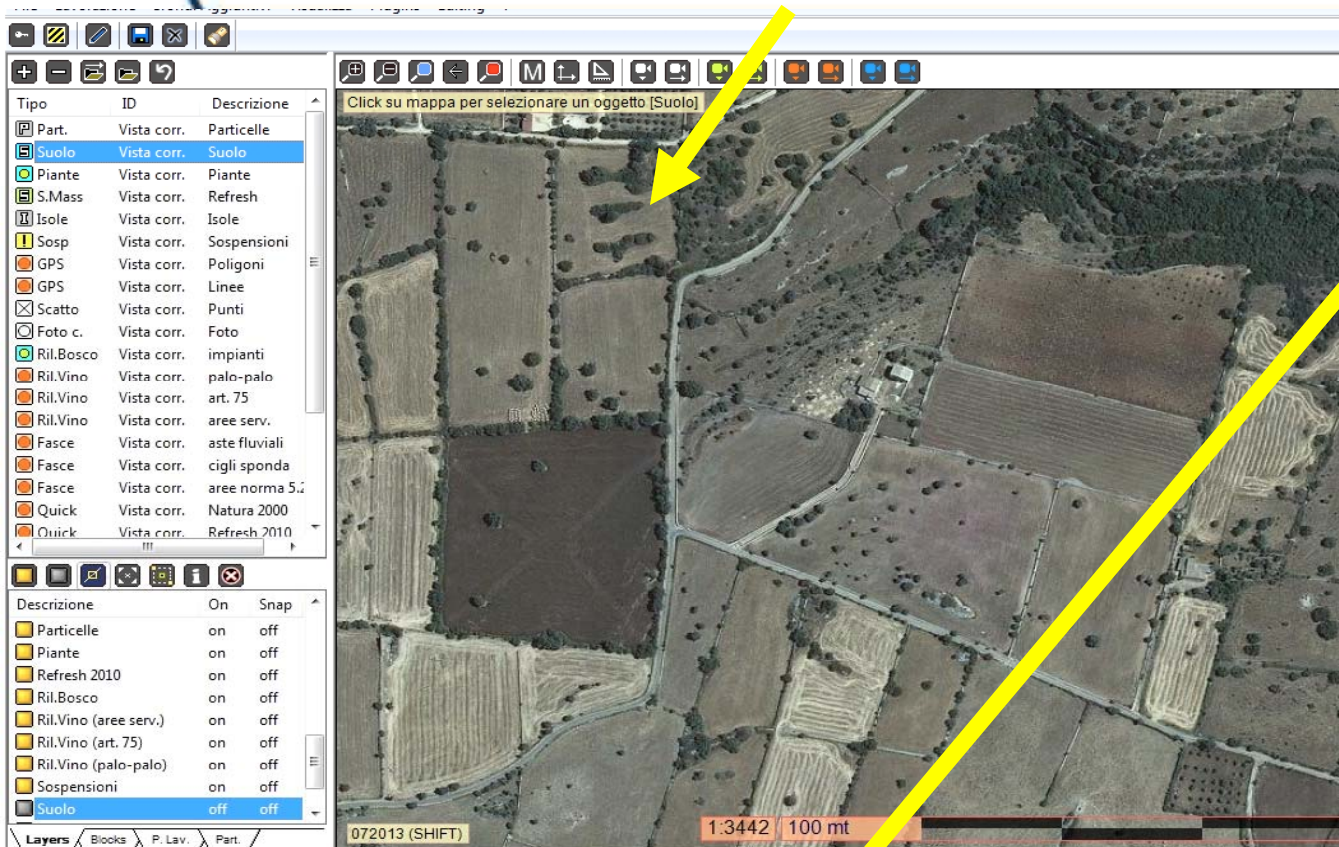 Tipo ID Descrizione
Part. Vista corr. Particelle
Suolo Vista corr. Suolo
Piante Vista corr. Piante
S.Mass Vista corr. Refresh
Isole Vista corr. Isole
Sosp Vista corr. Sospensioni
GPS Vista corr. Poligoni
GPS Vista corr. Linee
Scatto Vista corr. Punti
Foto c. Vista corr. Foto
Ril.Bosco Vista corr. impianti
Ril.Vino Vista corr. palo-palo
Ril.Vino Vista corr. art. 75
Ril.Vino Vista corr. aree serv.
Fasce Vista corr. aste fluviali
Fasce Vista corr. cigli sponda
Fasce Vista corr. aree norma 5.2
Quick Vista corr. Natura 2000
Quick Vista corr. Refresh 2010
Descrizione On Snap
Particelle on off
Piante on off
Refresh 2010 on off
Ril.Bosco on off
Ril.Vino (aree serv.) on off
Ril.Vino (art. 75) on off
Ril.Vino (palo-palo) on off
Sospensioni on off
Suolo off off
Layers Blocks P. Lav. Part.
M
Click su mappa per selezionare un oggetto [Suolo]
072013 (SHIFT)
1:3442 100 mt